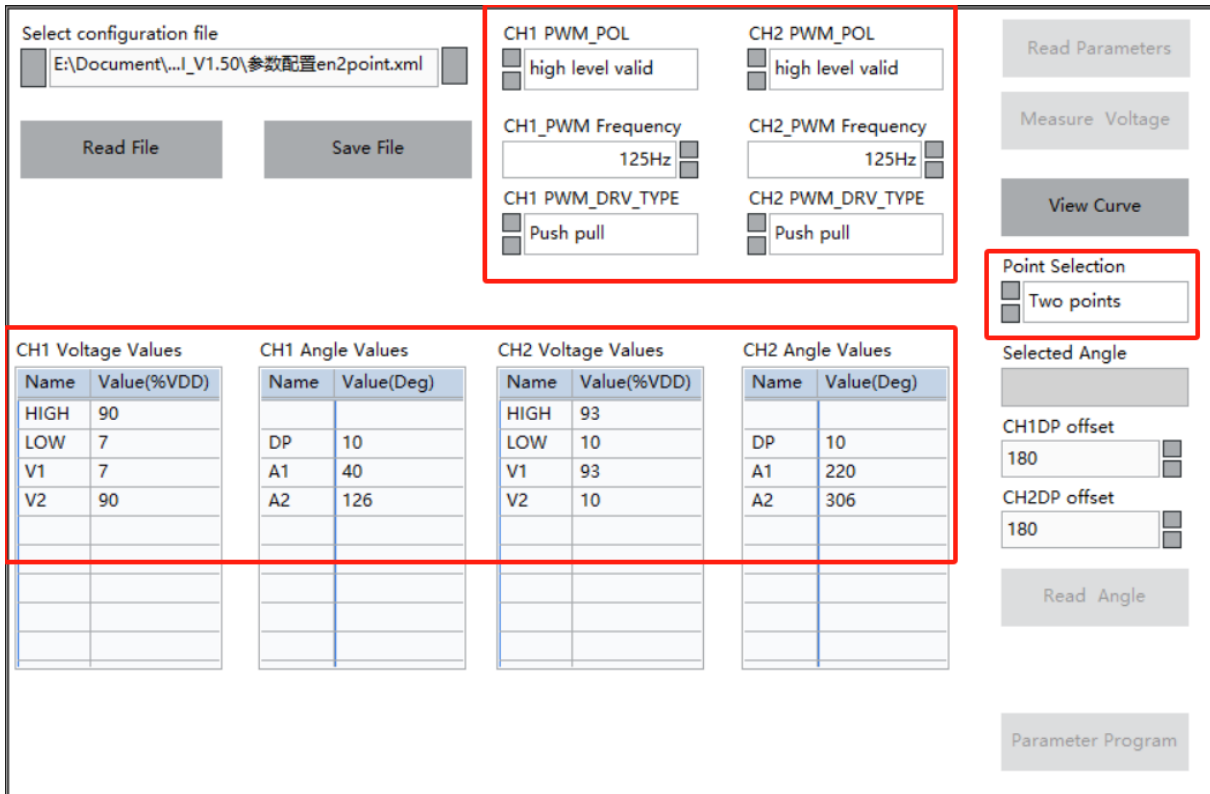 Select configuration file
E:\Document\...I_V1.50\参数配置en2point.xml
Read File
Save File
CH1 PWM_POL
high level valid
CH2 PWM_POL
high level valid
CH1_PWM Frequency
125Hz
CH2_PWM Frequency
125Hz
CH1 PWM_DRV_TYPE
Push pull
CH2 PWM_DRV_TYPE
Push pull
Read Parameters
Measure Voltage
View Curve
Point Selection
Two points
Selected Angle
CH1DP offset
180
CH2DP offset
180
Read Angle
Parameter Program
CH1 Voltage Values
Name Value(%VDD)
HIGH 90
LOW 7
V1 7
V2 90
CH1 Angle Values
Name Value(Deg)
DP 10
A1 40
A2 126
CH2 Voltage Values
Name Value(%VDD)
HIGH 93
LOW 10
V1 93
V2 10
CH2 Angle Values
Name Value(Deg)
DP 10
A1 220
A2 306